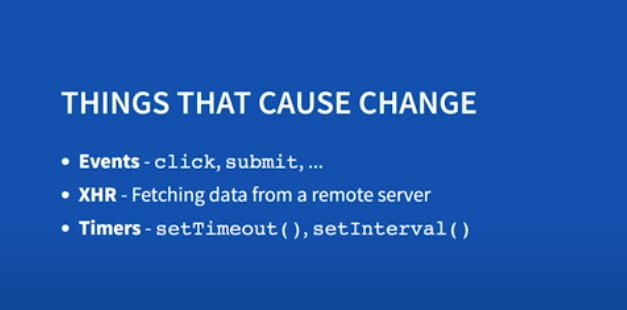 THINGS THAT CAUSE CHANGE
• Events - click, submit, ...
• XHR - Fetching data from a remote server
• Timers - setTimeout(), setInterval()